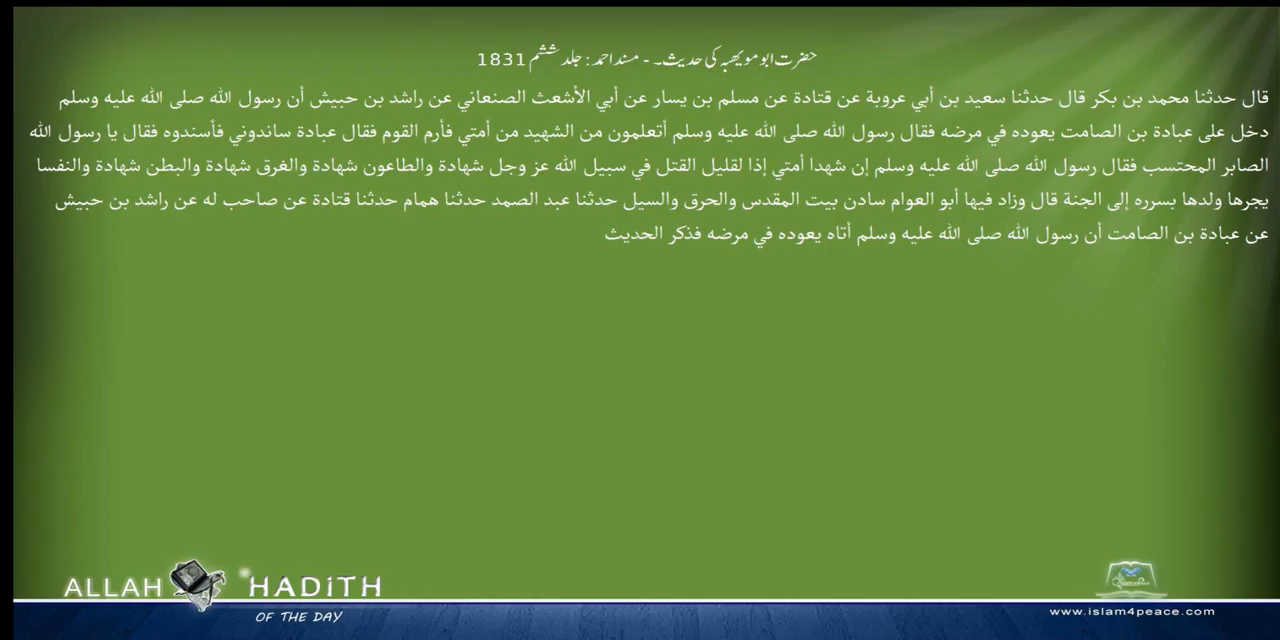 حضرت ابو مویھبہ کی حدیث۔ - مسند احمد : جلد ششم 1831
قال حدثنا محمد بن بكر قال حدثنا سعيد بن أبي عروبة عن قتادة عن مسلم بن يسار عن أبي الأشعث الصنعاني عن راشد بن حبيش أن رسول الله صلى الله عليه وسلم
دخل على عبادة بن الصامت يعوده في مرضه فقال رسول الله صلى الله عليه وسلم أتعلمون من الشهيد من أمتي فأرم القوم فقال عبادة ساندوني فأسندوه فقال يا رسول الله
الصابر المحتسب فقال رسول الله صلى الله عليه وسلم إن شهدا أمتي إذا لقليل القتل في سبيل الله عز وجل شهادة والطاعون شهادة والغرق شهادة والبطن شهادة والنفسا
يجرها ولدها بسرره إلى الجنة قال وزاد فيها أبو العوام سادن بيت المقدس والحرق والسيل حدثنا عبد الصمد حدثنا همام حدثنا قتادة عن صاحب له عن راشد بن حبيش
عن عبادة بن الصامت أن رسول الله صلى الله عليه وسلم أتاه يعوده في مرضه فذكر الحديث
ALLAH HADITH
OF THE DAY
www.islam4peace.com